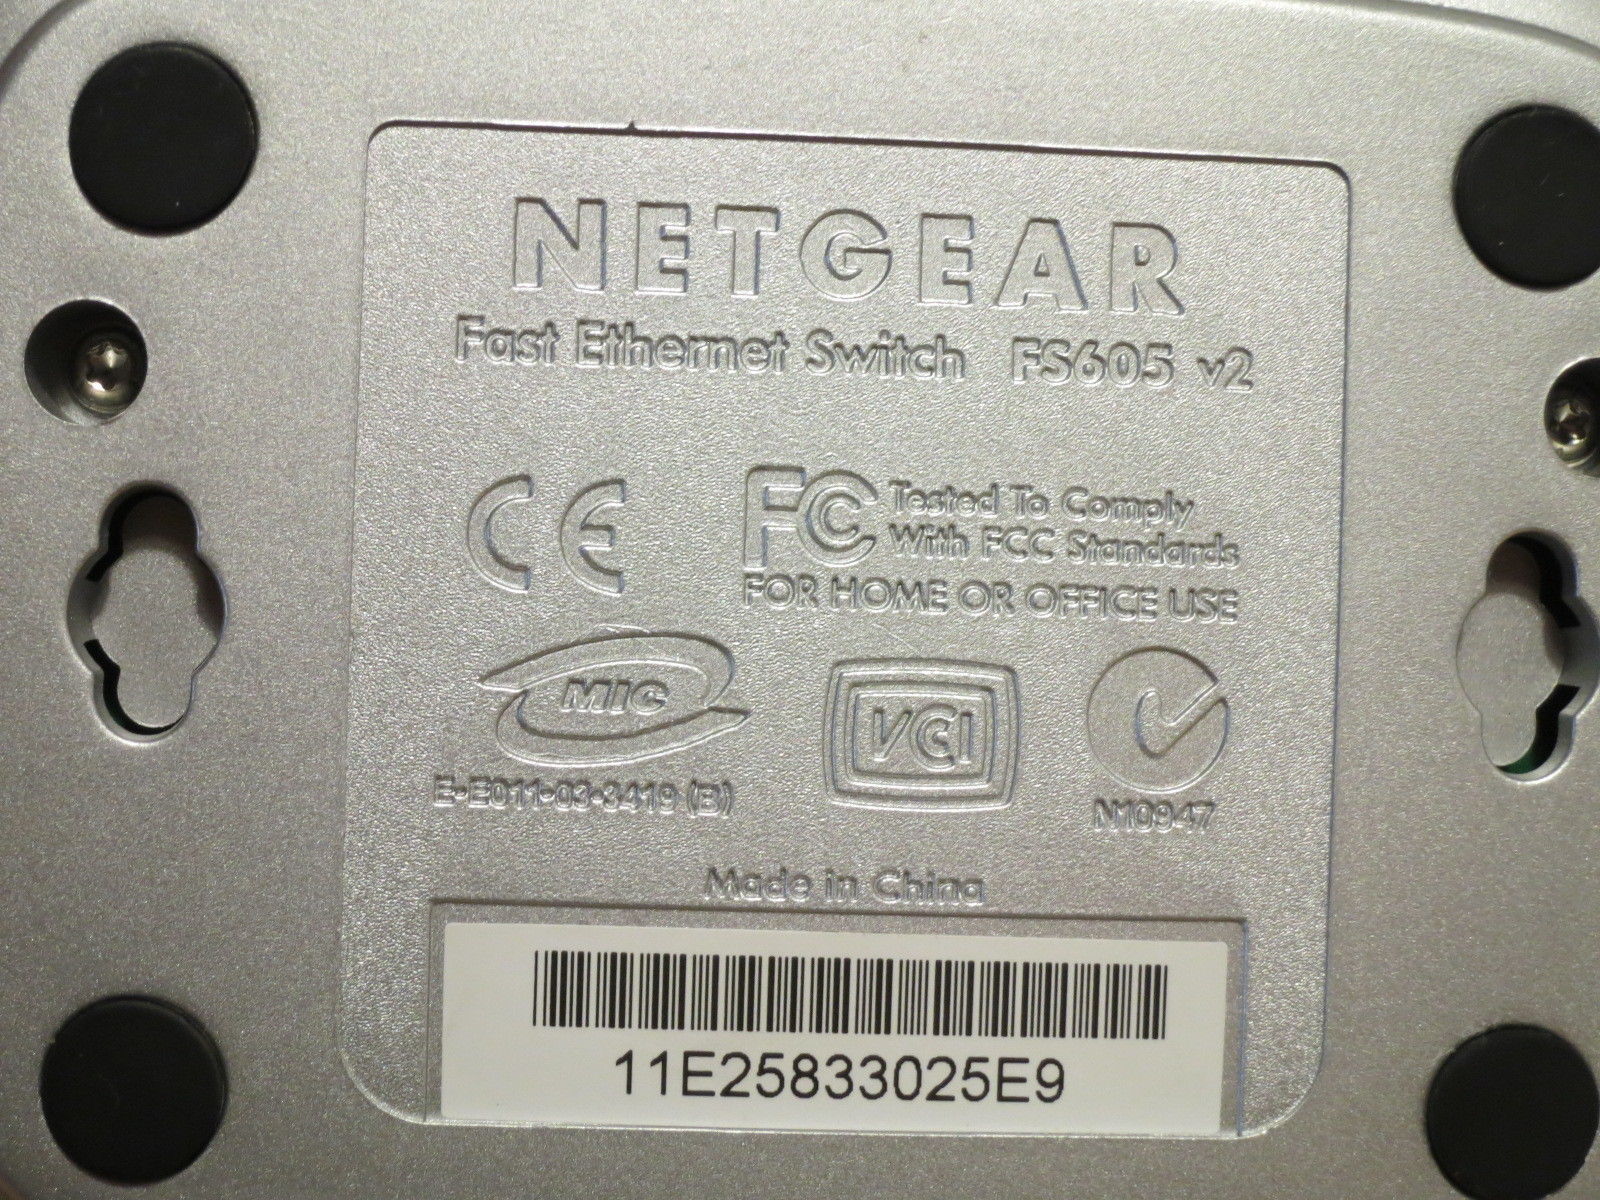 NETGEAR
Fast Ethernet Switch FS605 v2
CE
FC Tested To Comply
With FCC Standards
FOR HOME OR OFFICE USE
MIC
E-E011-03-3419 (B)
VCI
N10947
Made in China
11E25833025E9